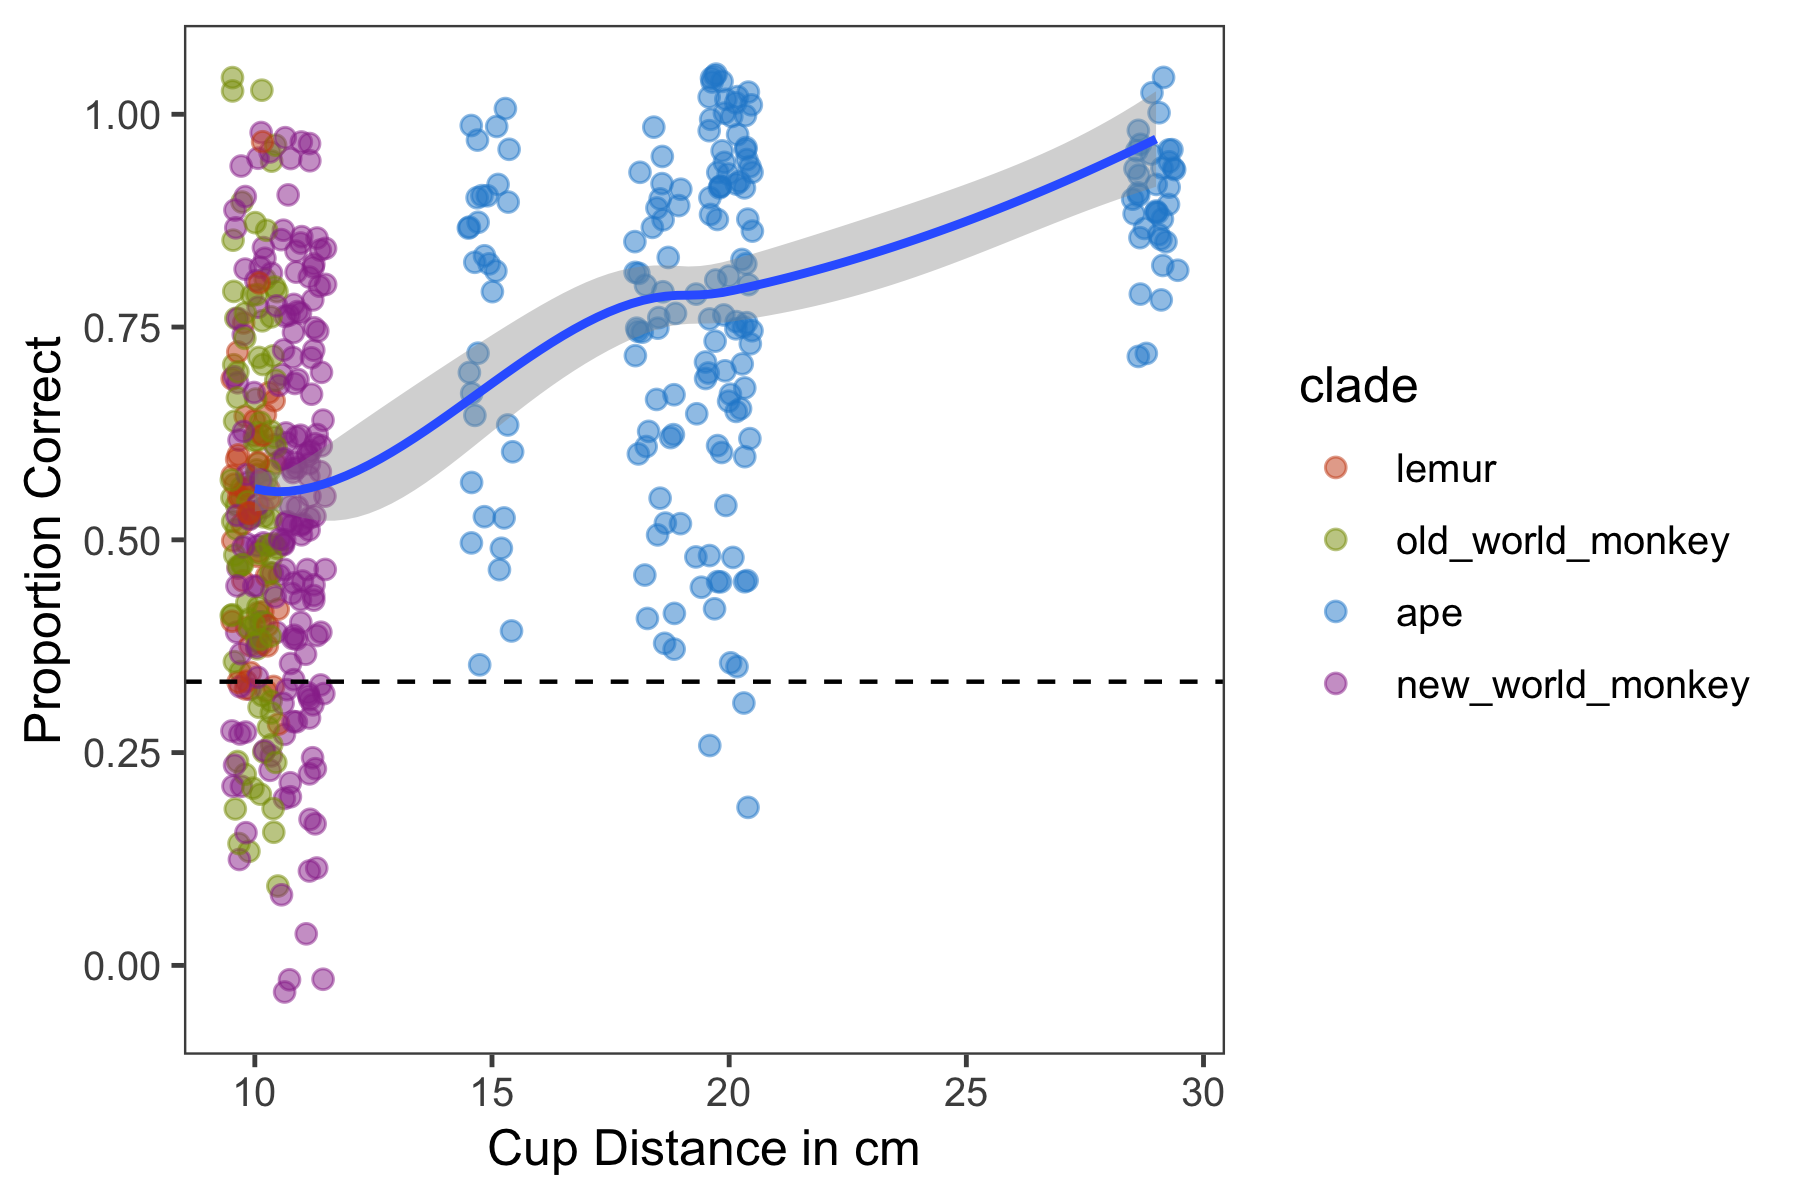 1.00
0.75
0.50
0.25
0.00
Proportion Correct
10 15 20 25 30
Cup Distance in cm
clade
lemur
old_world_monkey
ape
new_world_monkey